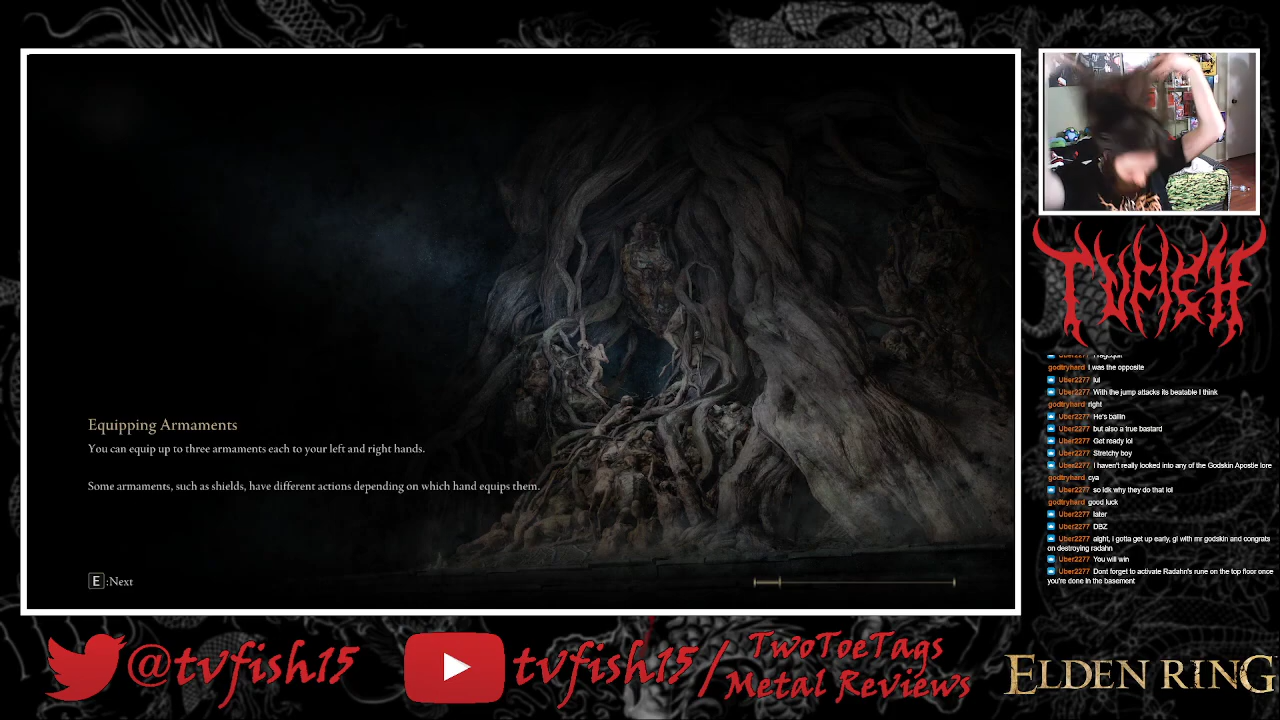 Equipping Armaments
You can equip up to three armaments each to your left and right hands.
Some armaments, such as shields, have different actions depending on which hand equips them.
E:Next
TVFISH
Uber2277
godtryhard I was the opposite
Uber2277 lul
Uber2277 With the jump attacks its beatable I think
godtryhard right
Uber2277 He's ballin
Uber2277 but also a true bastard
Uber2277 Get ready lol
Uber2277 Stretchy boy
Uber2277 I haven't really looked into any of the Godskin Apostle lore
godtryhard cya
Uber2277 so idk why they do that lol
godtryhard good luck
Uber2277 later
Uber2277 DBZ
Uber2277 alight, I gotta get up early, gl with mr godskin and congrats
on destroying radahn
Uber2277 You will win
Uber2277 Dont forget to activate Radahn's rune on the top floor once
you're done in the basement
@tvfish15
tvfish15 / TwoToeTags
Metal Reviews
ELDEN RING